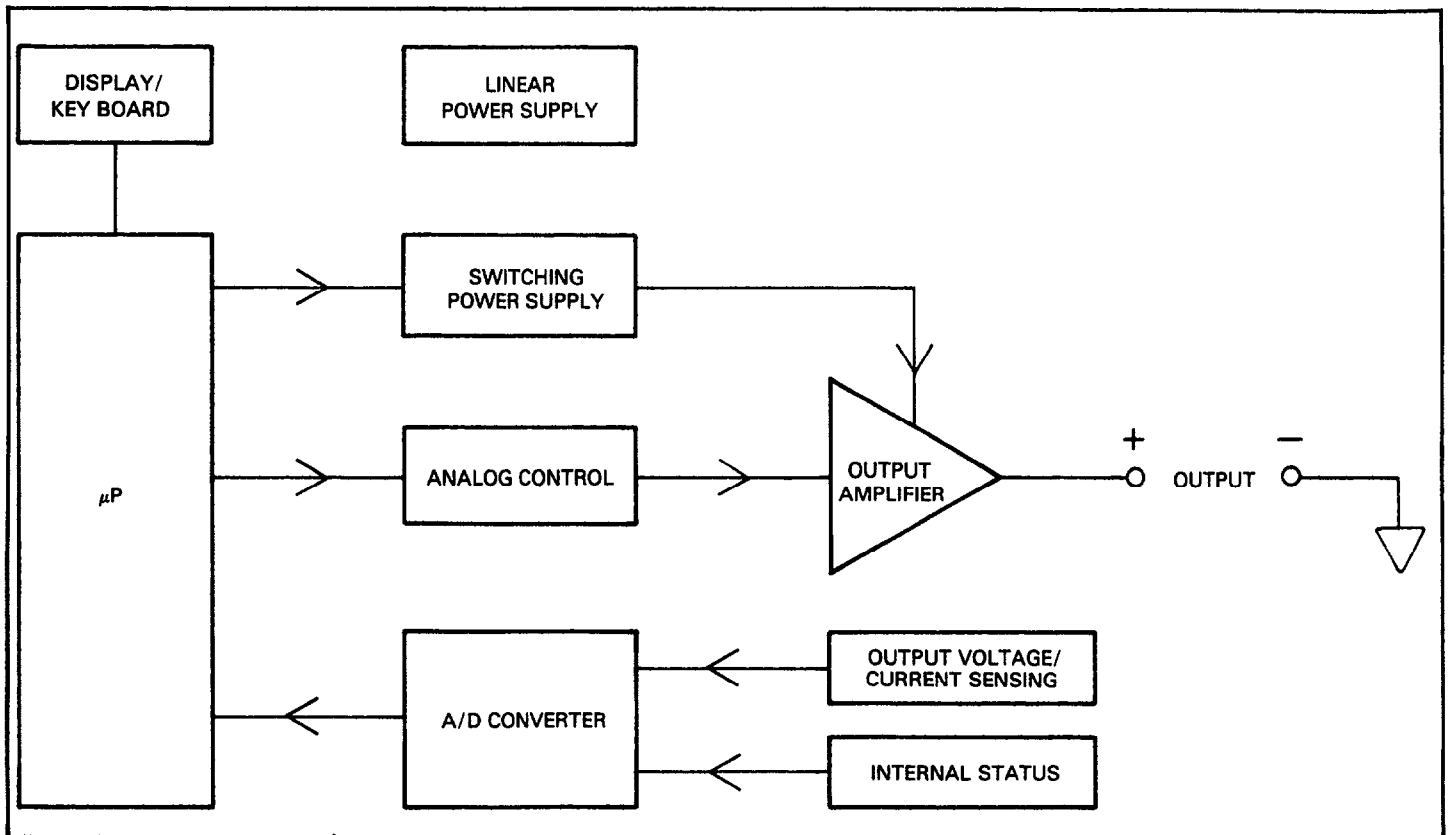 DISPLAY/
KEY BOARD
LINEAR
POWER SUPPLY
SWITCHING
POWER SUPPLY
μP
ANALOG CONTROL
OUTPUT
AMPLIFIER
+
OUTPUT
−
A/D CONVERTER
OUTPUT VOLTAGE/
CURRENT SENSING
INTERNAL STATUS